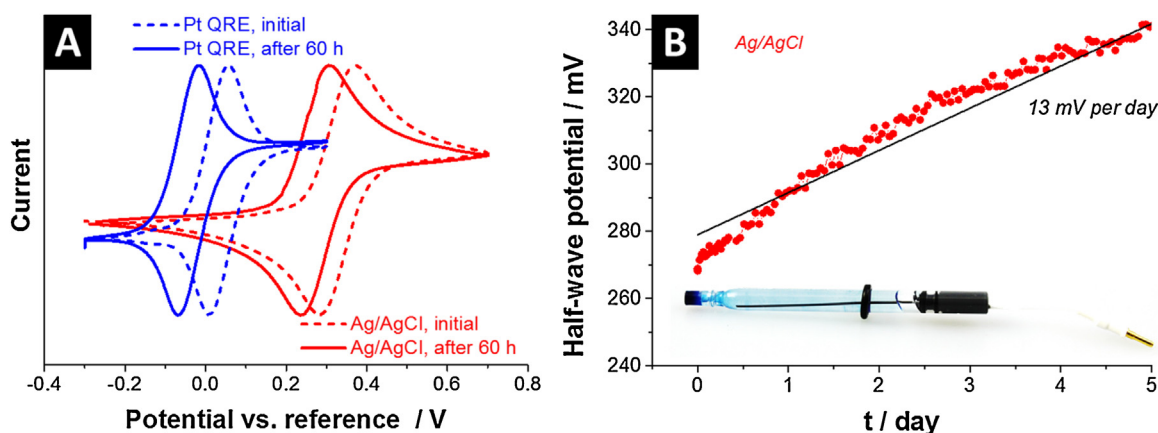 A
Pt QRE, initial
Pt QRE, after 60 h
Ag/AgCl, initial
Ag/AgCl, after 60 h
Current
-0.4 -0.2 0.0 0.2 0.4 0.6 0.8
Potential vs. reference / V
B
Ag/AgCl
13 mV per day
Half-wave potential / mV
340
320
300
280
260
240
0 1 2 3 4 5
t / day